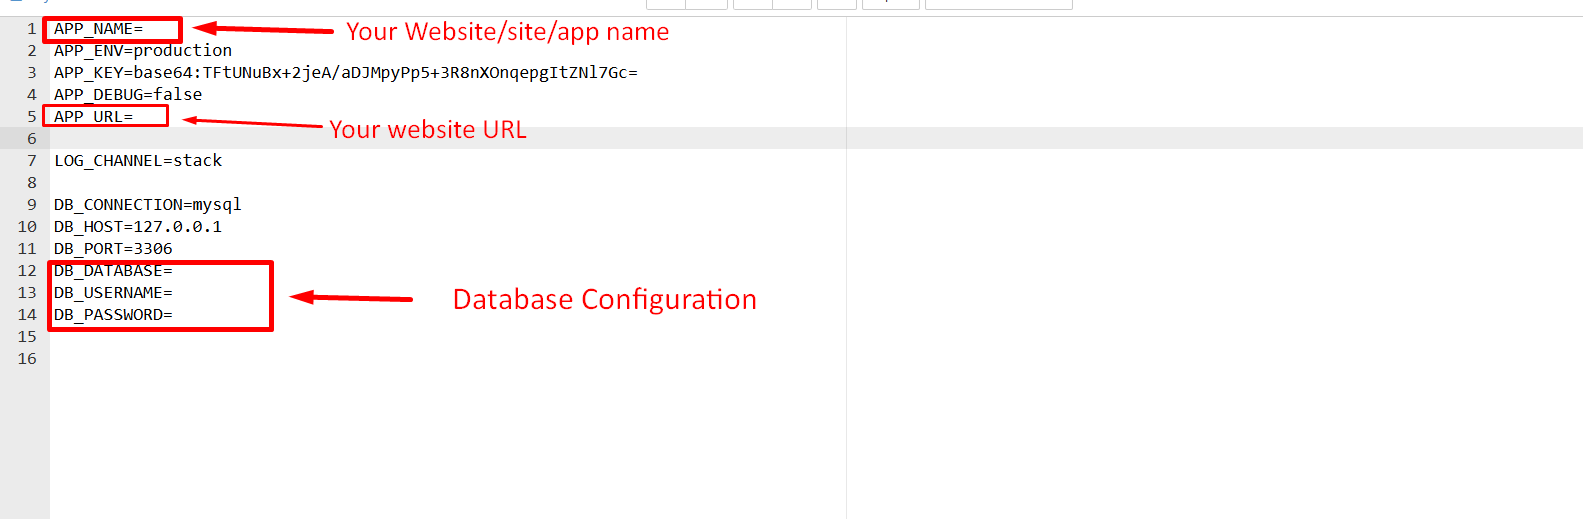 1 APP_NAME= Your Website/site/app name
2 APP_ENV=production
3 APP_KEY=base64:TFtUNuBx+2jeA/aDJMpyPp5+3R8nXOnqepgItZNl7Gc=
4 APP_DEBUG=false
5 APP_URL= Your website URL
6
7 LOG_CHANNEL=stack
8
9 DB_CONNECTION=mysql
10 DB_HOST=127.0.0.1
11 DB_PORT=3306
12 DB_DATABASE=
13 DB_USERNAME= Database Configuration
14 DB_PASSWORD=
15
16